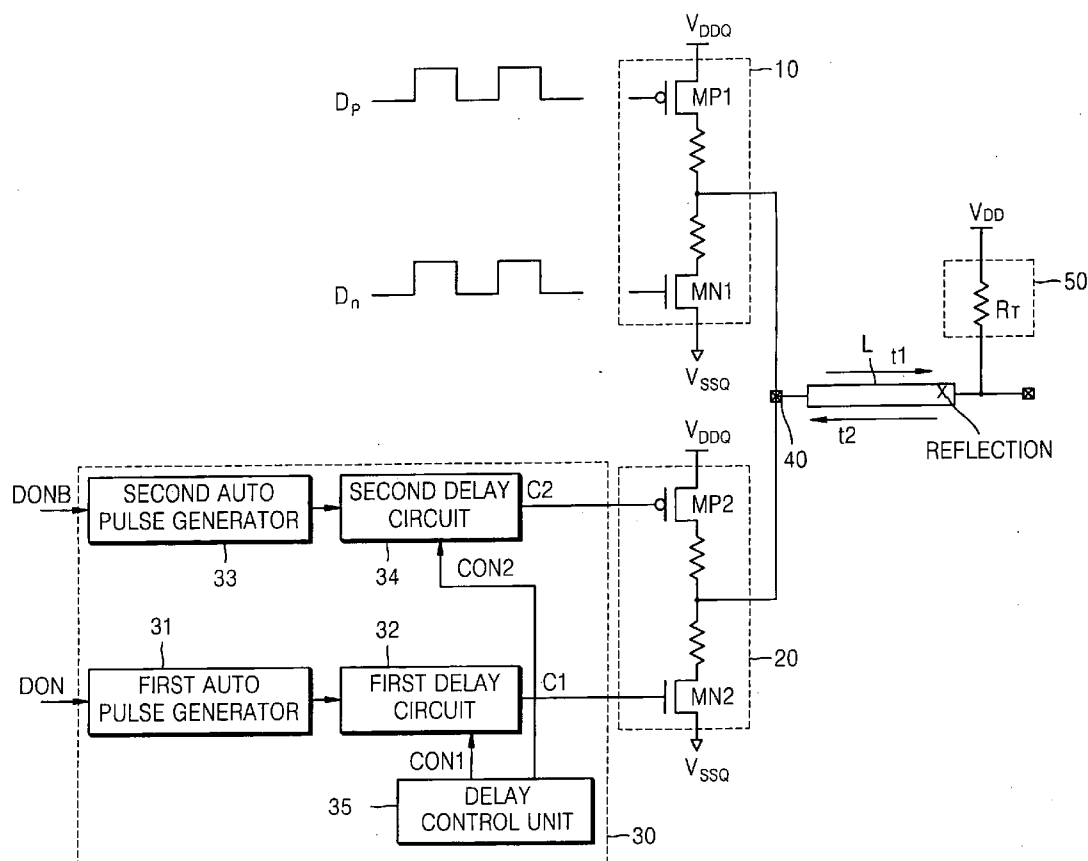 VDDQ
10
DP
MP1
VDD
Dn
MN1
RT
50
VSSQ
L
t1
X
t2
40
REFLECTION
VDDQ
DONB
SECOND AUTO
PULSE GENERATOR
SECOND DELAY
CIRCUIT
C2
MP2
33
34
CON2
31
32
20
DON
FIRST AUTO
PULSE GENERATOR
FIRST DELAY
CIRCUIT
C1
MN2
CON1
VSSQ
35
DELAY
CONTROL UNIT
30